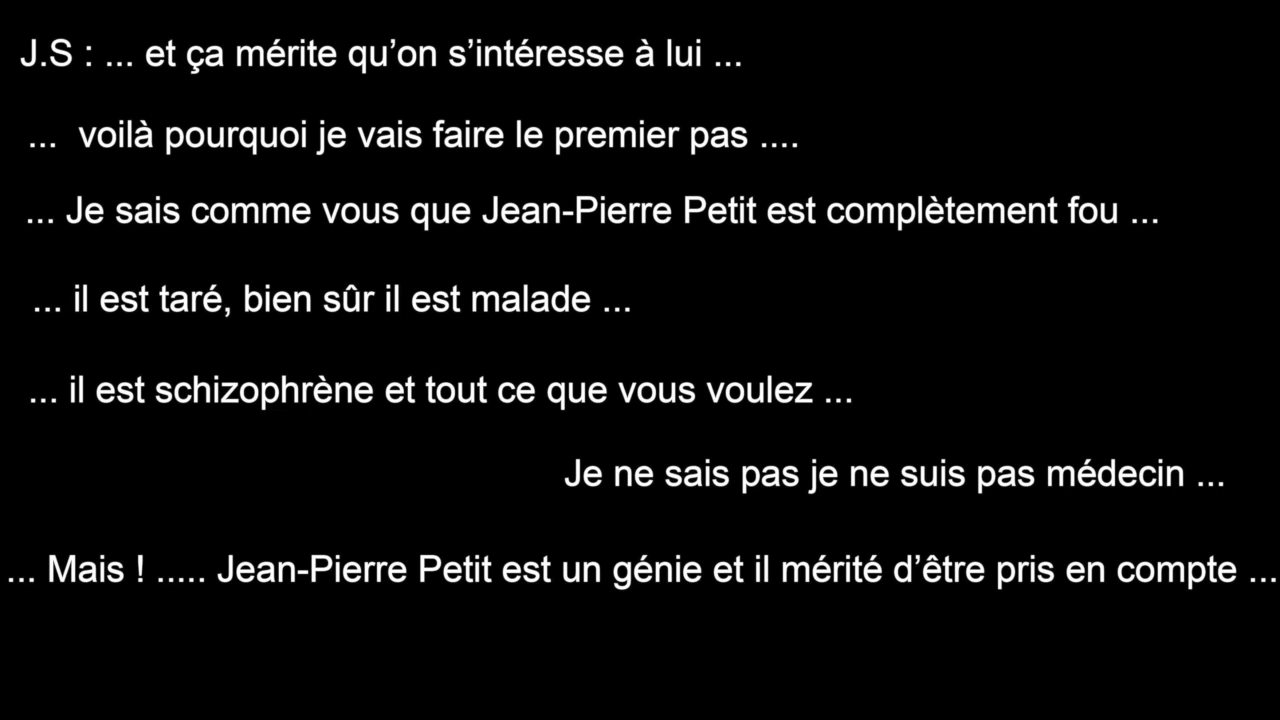 J.S : ... et ça mérite qu’on s’intéresse à lui ...
... voilà pourquoi je vais faire le premier pas ....
... Je sais comme vous que Jean-Pierre Petit est complètement fou ...
... il est taré, bien sûr il est malade ...
... il est schizophrène et tout ce que vous voulez ...
Je ne sais pas je ne suis pas médecin ...
... Mais ! ..... Jean-Pierre Petit est un génie et il mérité d’être pris en compte ...